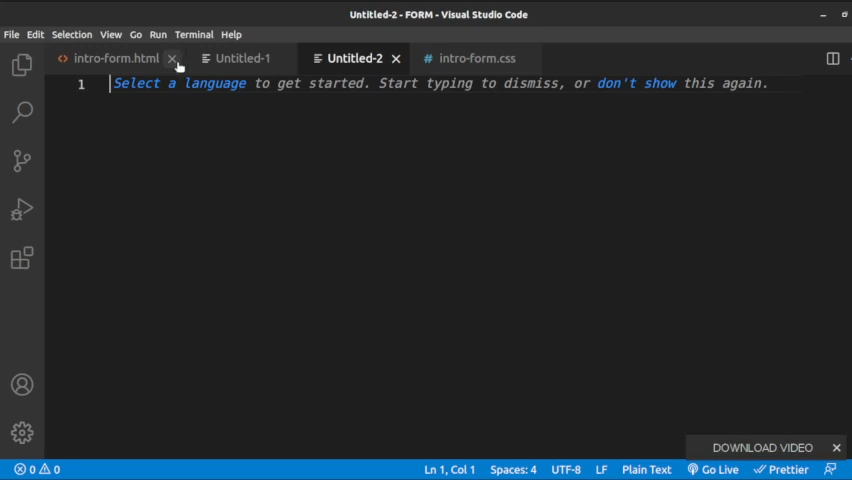 Untitled-2 - FORM - Visual Studio Code
File Edit Selection View Go Run Terminal Help
intro-form.html Untitled-1 Untitled-2 intro-form.css
1 Select a language to get started. Start typing to dismiss, or don't show this again.
DOWNLOAD VIDEO
0 0 Ln 1, Col 1 Spaces: 4 UTF-8 LF Plain Text Go Live Prettier